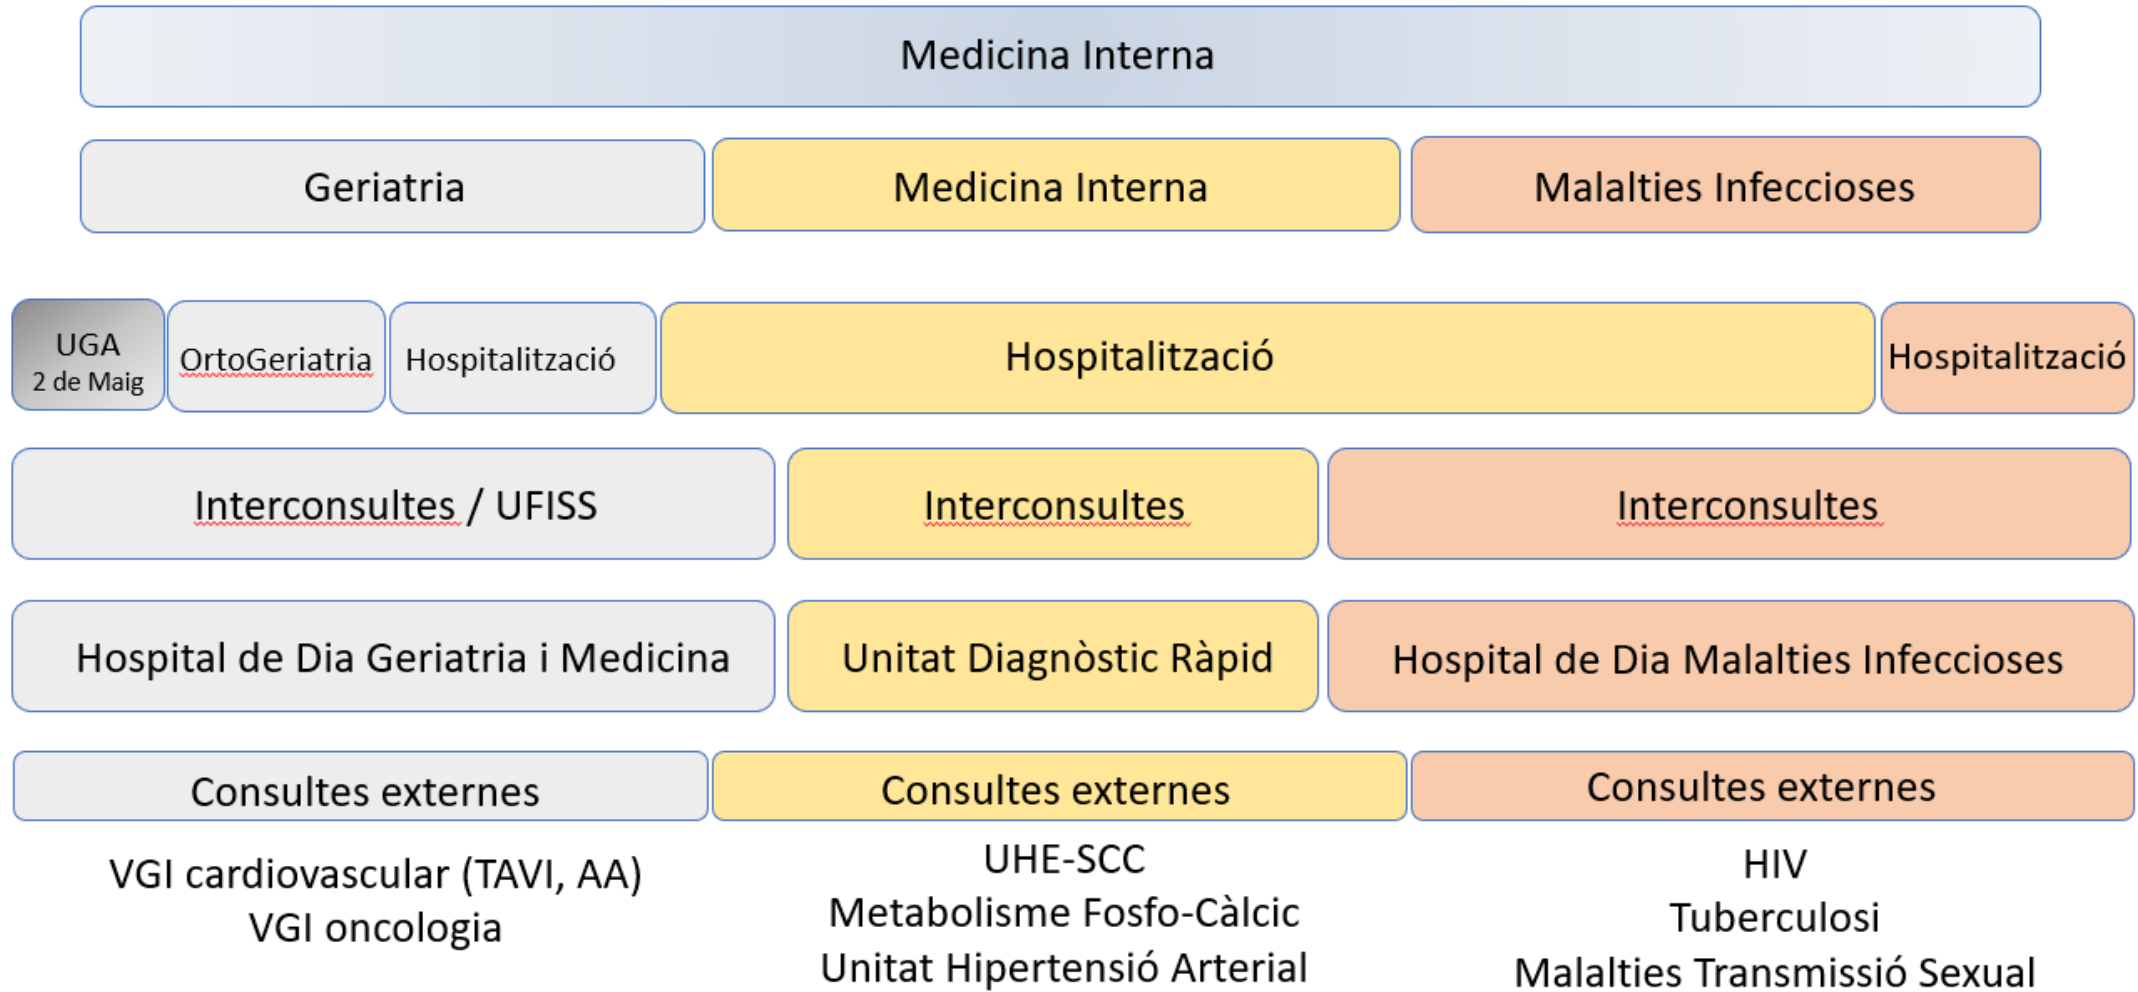 Medicina Interna
Geriatria
Medicina Interna
Malalties Infeccioses
UGA
2 de Maig
OrtoGeriatria
Hospitalització
Hospitalització
Hospitalització
Interconsultes / UFISS
Interconsultes
Interconsultes
Hospital de Dia Geriatria i Medicina
Unitat Diagnòstic Ràpid
Hospital de Dia Malalties Infeccioses
Consultes externes
Consultes externes
Consultes externes
VGI cardiovascular (TAVI, AA)
VGI oncologia
UHE-SCC
Metabolisme Fosfo-Càlcic
Unitat Hipertensió Arterial
HIV
Tuberculosi
Malalties Transmissió Sexual